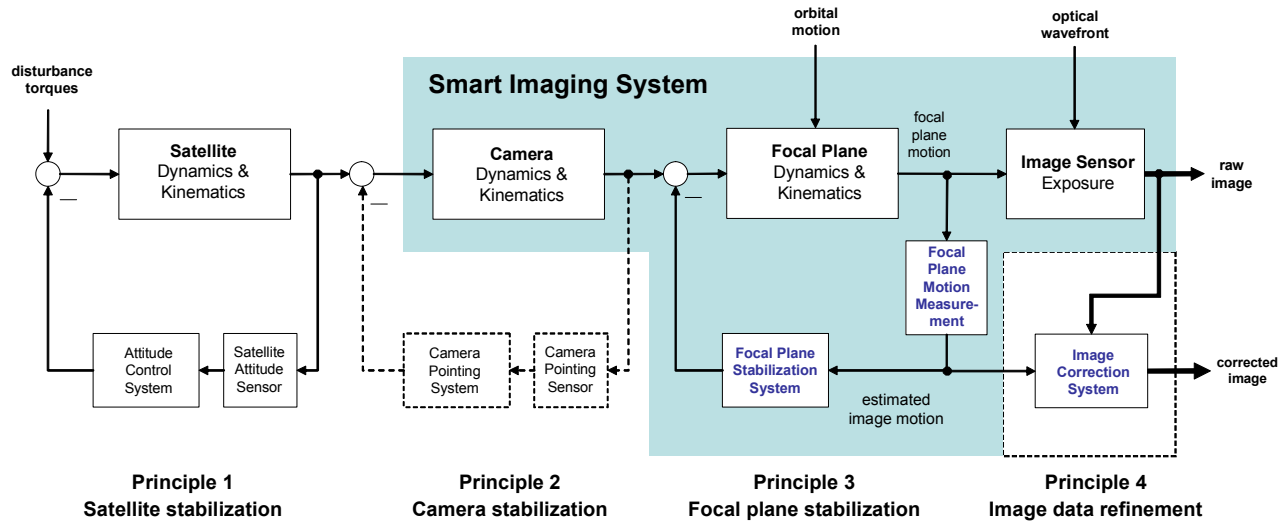 orbital
motion
optical
wavefront
disturbance
torques
Smart Imaging System
Satellite
Dynamics &
Kinematics
Camera
Dynamics &
Kinematics
Focal Plane
Dynamics &
Kinematics
focal
plane
motion
Image Sensor
Exposure
raw
image
Focal
Plane
Motion
Measure-
ment
Attitude
Control
System
Satellite
Attitude
Sensor
Camera
Pointing
System
Camera
Pointing
Sensor
Focal Plane
Stabilization
System
estimated
image motion
Image
Correction
System
corrected
image
Principle 1
Satellite stabilization
Principle 2
Camera stabilization
Principle 3
Focal plane stabilization
Principle 4
Image data refinement